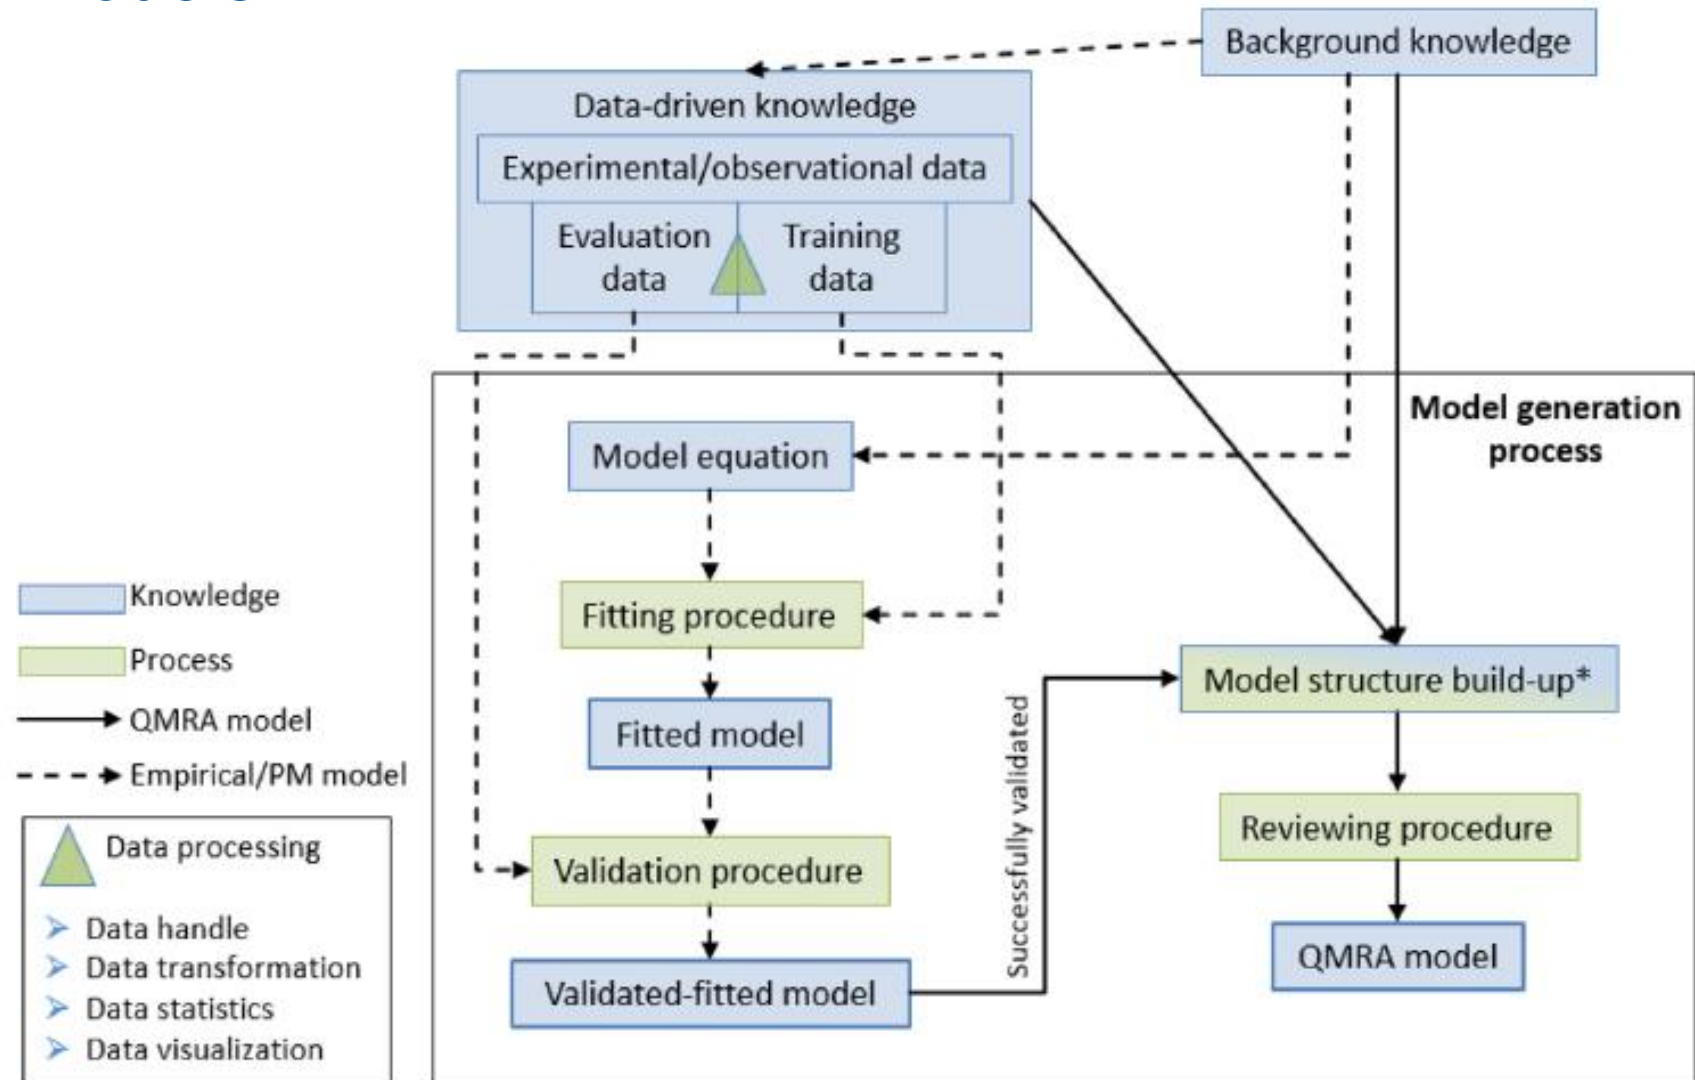 Background knowledge
Data-driven knowledge
Experimental/observational data
Evaluation
data
Training
data
Model generation
process
Model equation
Fitting procedure
Fitted model
Validation procedure
Validated-fitted model
Successfully validated
Model structure build-up*
Reviewing procedure
QMRA model
Knowledge
Process
QMRA model
Empirical/PM model
Data processing
Data handle
Data transformation
Data statistics
Data visualization